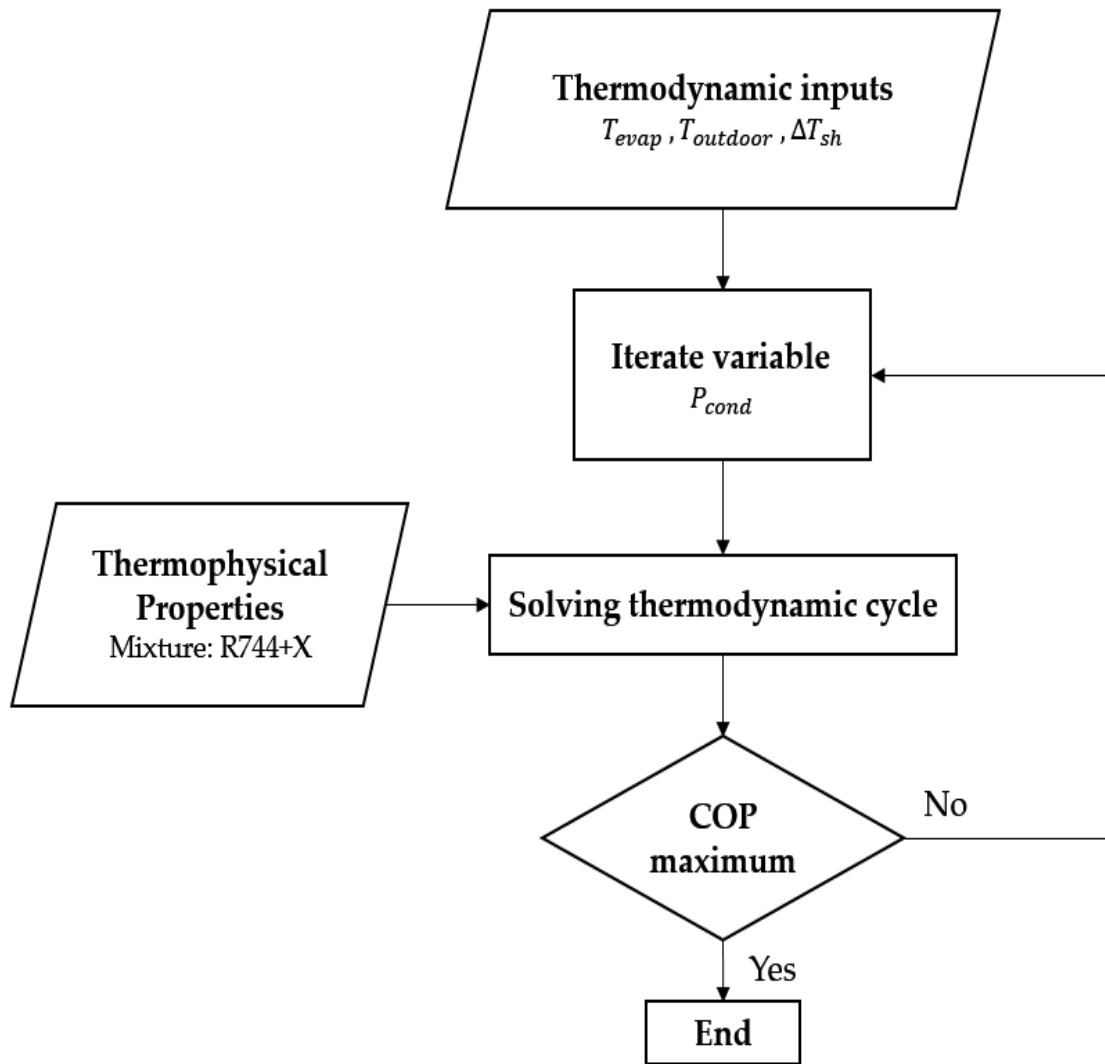 Thermodynamic inputs
T_evap , T_outdoor , ΔT_sh
Iterate variable
P_cond
Thermophysical
Properties
Mixture: R744+X
Solving thermodynamic cycle
COP
maximum
No
Yes
End